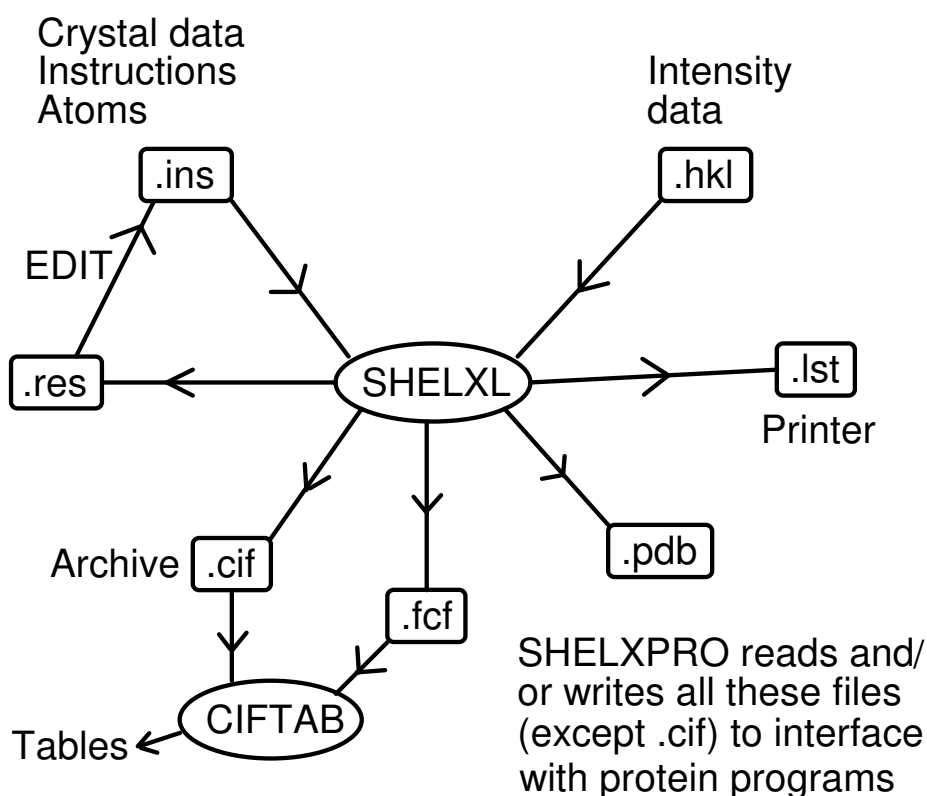 Crystal data
Instructions
Atoms
Intensity
data
.ins
.hkl
EDIT
.res
SHELXL
.lst
Printer
Archive
.cif
.pdb
.fcf
SHELXPRO reads and/
or writes all these files
(except .cif) to interface
with protein programs
CIFTAB
Tables